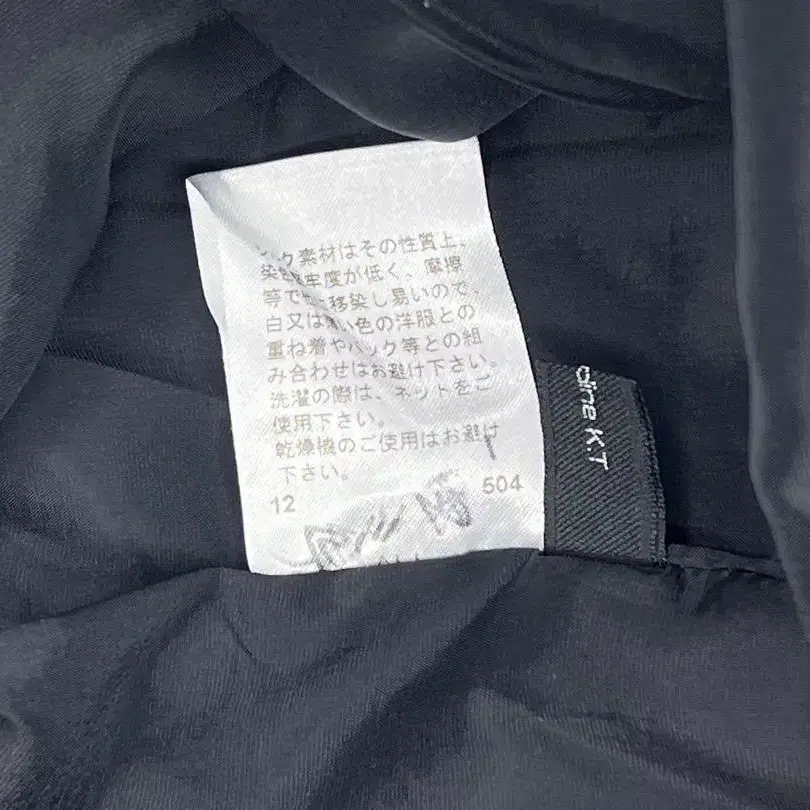 ク素材はその性質上、
染色堅牢度が低く、摩擦
等で 移染し易いので、
白又は い色の洋服との
重ね着やバック等との組
み合わせはお避け下さい。
洗濯の際は、ネットをご
使用下さい。
乾燥機のご使用はお避け
下さい。
12 504
dine K.T